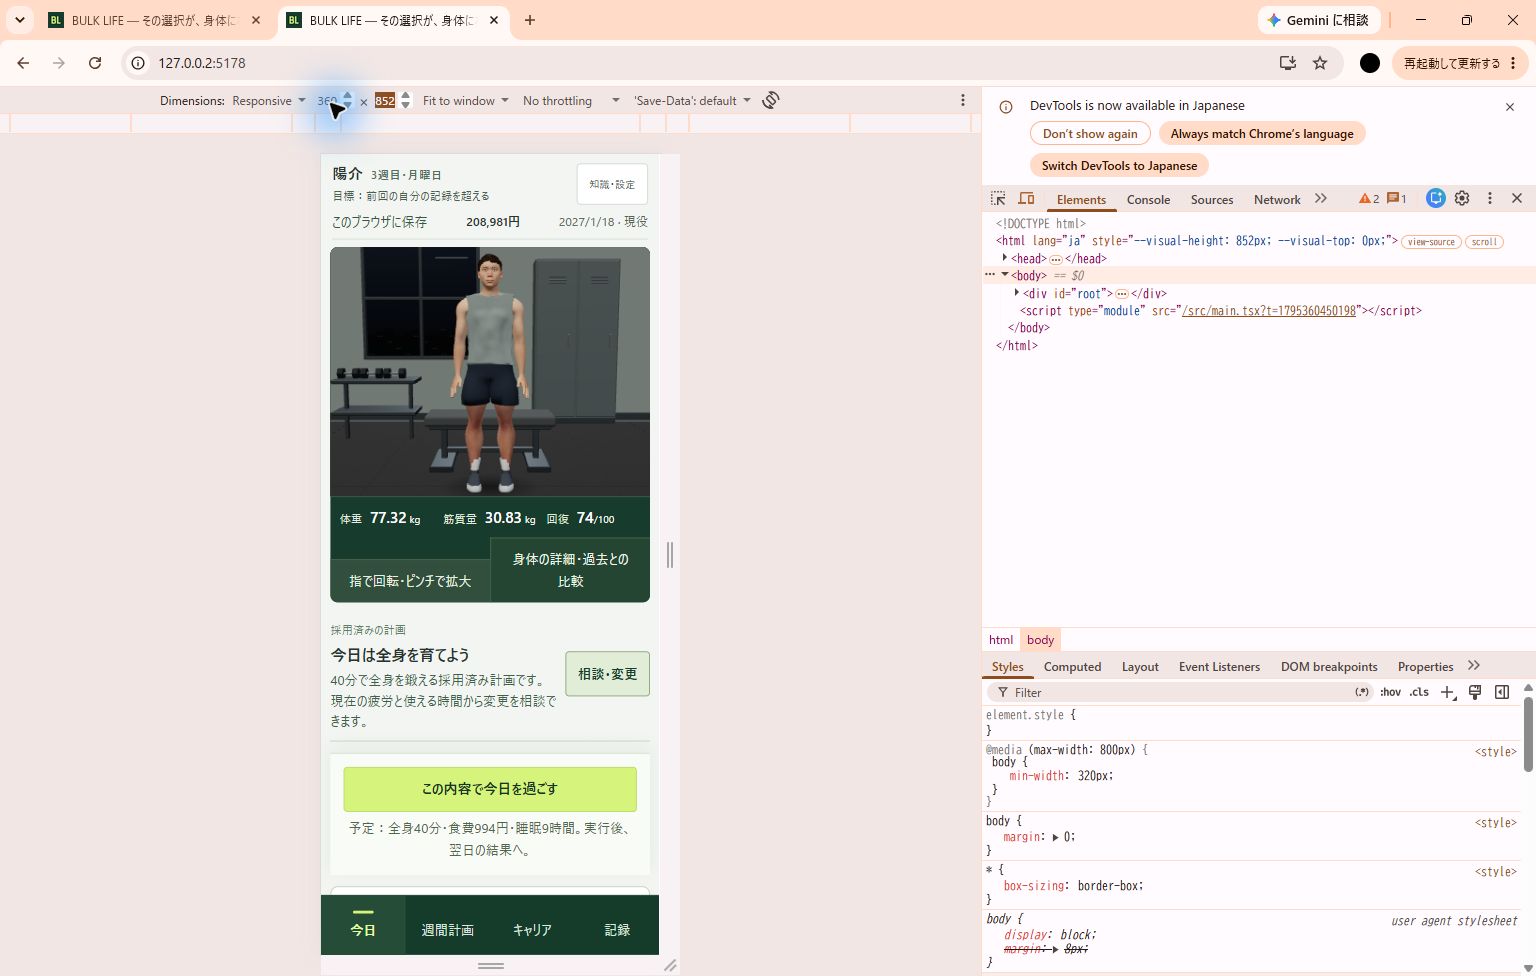 BL BULK LIFE — その選択が、身体に
BL BULK LIFE — その選択が、身体に
Gemini に相談
127.0.0.2:5178
再起動して更新する
Dimensions: Responsive 360 × 852 Fit to window No throttling 'Save-Data': default
陽介 3週目・月曜日
目標：前回の自分の記録を超える
知識・設定
このブラウザに保存 208,981円 2027/1/18・現役
体重 77.32 kg 筋質量 30.83 kg 回復 74/100
指で回転・ピンチで拡大
身体の詳細・過去との
比較
採用済みの計画
今日は全身を育てよう
40分で全身を鍛える採用済み計画です。
現在の疲労と使える時間から変更を相談で
きます。
相談・変更
この内容で今日を過ごす
予定：全身40分・食費994円・睡眠9時間。実行後、
翌日の結果へ。
今日 週間計画 キャリア 記録
DevTools is now available in Japanese
Don't show again Always match Chrome's language
Switch DevTools to Japanese
Elements Console Sources Network 2 1
<!DOCTYPE html>
<html lang="ja" style="--visual-height: 852px; --visual-top: 0px;"> view-source scroll
<head> … </head>
… <body> == $0
<div id="root"> … </div>
<script type="module" src="/src/main.tsx?t=1795360450198"></script>
</body>
</html>
html body
Styles Computed Layout Event Listeners DOM breakpoints Properties
Filter (.*) :hov .cls
element.style {
}
@media (max-width: 800px) { <style>
body {
min-width: 320px;
}
}
body { <style>
margin: 0;
}
* { <style>
box-sizing: border-box;
}
body { user agent stylesheet
display: block;
margin: 8px;
}